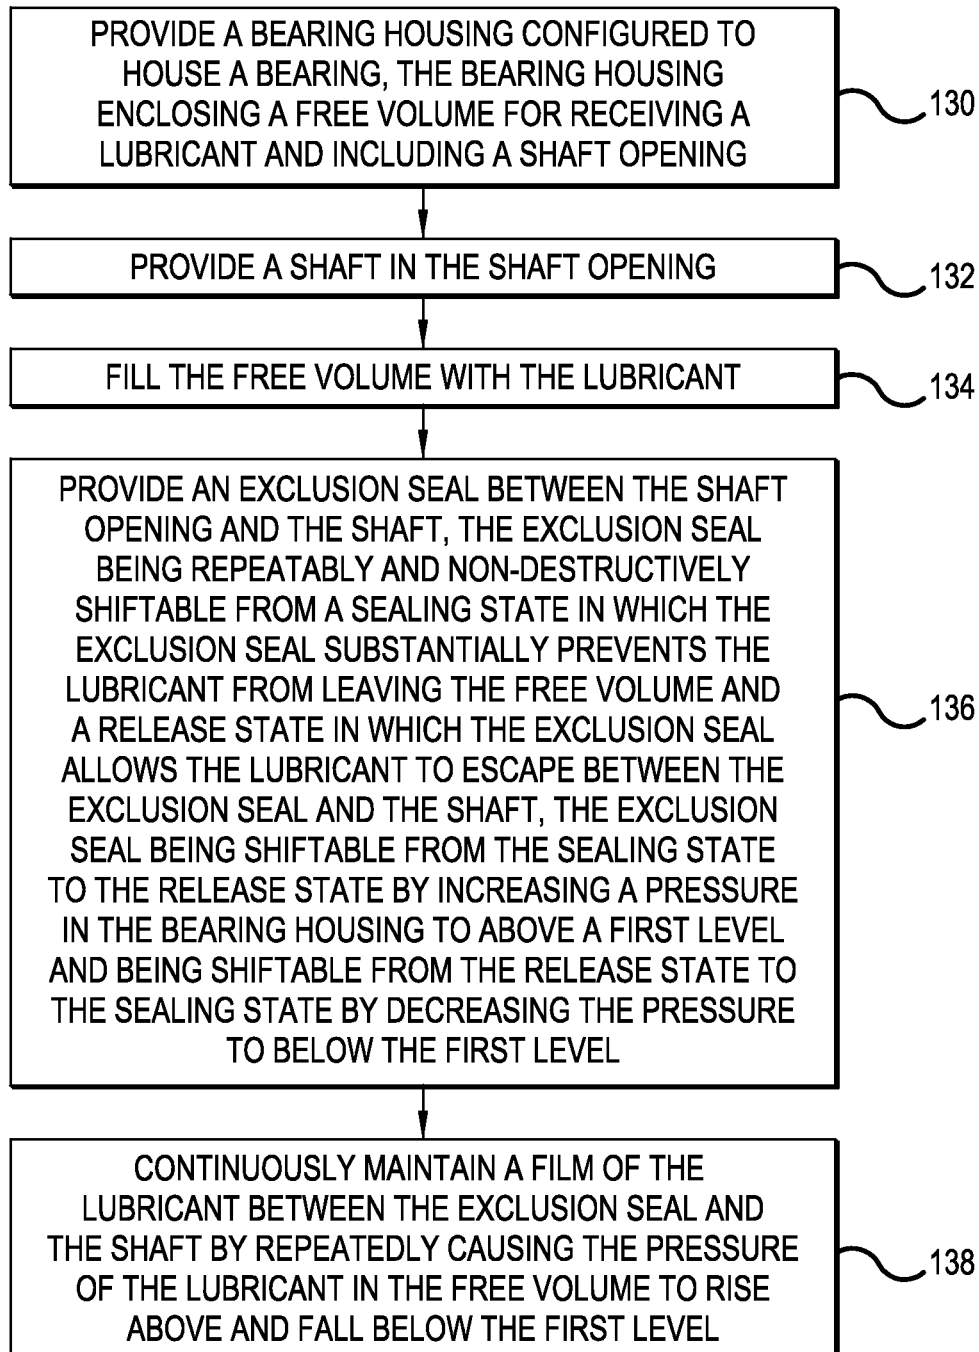 PROVIDE A BEARING HOUSING CONFIGURED TO
HOUSE A BEARING, THE BEARING HOUSING
ENCLOSING A FREE VOLUME FOR RECEIVING A
LUBRICANT AND INCLUDING A SHAFT OPENING
130
PROVIDE A SHAFT IN THE SHAFT OPENING
132
FILL THE FREE VOLUME WITH THE LUBRICANT
134
PROVIDE AN EXCLUSION SEAL BETWEEN THE SHAFT
OPENING AND THE SHAFT, THE EXCLUSION SEAL
BEING REPEATABLY AND NON-DESTRUCTIVELY
SHIFTABLE FROM A SEALING STATE IN WHICH THE
EXCLUSION SEAL SUBSTANTIALLY PREVENTS THE
LUBRICANT FROM LEAVING THE FREE VOLUME AND
A RELEASE STATE IN WHICH THE EXCLUSION SEAL
ALLOWS THE LUBRICANT TO ESCAPE BETWEEN THE
EXCLUSION SEAL AND THE SHAFT, THE EXCLUSION
SEAL BEING SHIFTABLE FROM THE SEALING STATE
TO THE RELEASE STATE BY INCREASING A PRESSURE
IN THE BEARING HOUSING TO ABOVE A FIRST LEVEL
AND BEING SHIFTABLE FROM THE RELEASE STATE TO
THE SEALING STATE BY DECREASING THE PRESSURE
TO BELOW THE FIRST LEVEL
136
CONTINUOUSLY MAINTAIN A FILM OF THE
LUBRICANT BETWEEN THE EXCLUSION SEAL AND
THE SHAFT BY REPEATEDLY CAUSING THE PRESSURE
OF THE LUBRICANT IN THE FREE VOLUME TO RISE
ABOVE AND FALL BELOW THE FIRST LEVEL
138